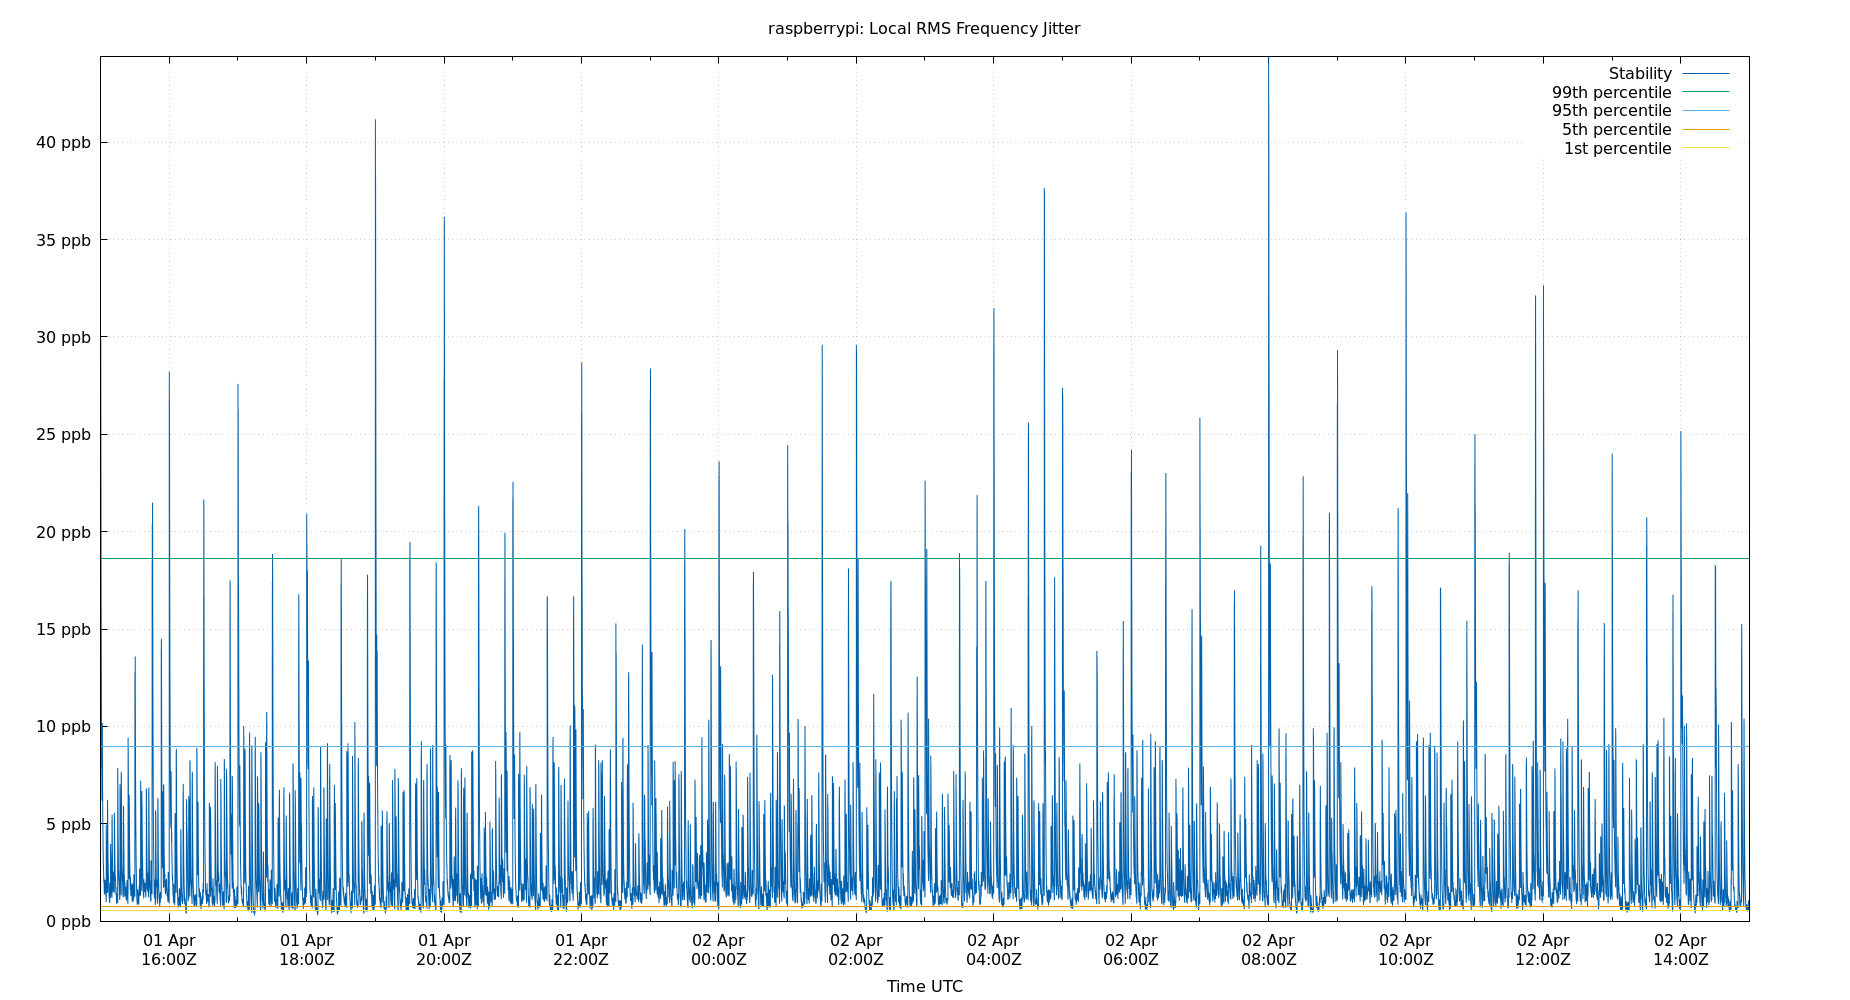 raspberrypi: Local RMS Frequency Jitter
Stability
99th percentile
95th percentile
5th percentile
1st percentile
40 ppb
35 ppb
30 ppb
25 ppb
20 ppb
15 ppb
10 ppb
5 ppb
0 ppb
01 Apr 01 Apr 01 Apr 01 Apr 02 Apr 02 Apr 02 Apr 02 Apr 02 Apr 02 Apr 02 Apr 02 Apr
16:00Z 18:00Z 20:00Z 22:00Z 00:00Z 02:00Z 04:00Z 06:00Z 08:00Z 10:00Z 12:00Z 14:00Z
Time UTC